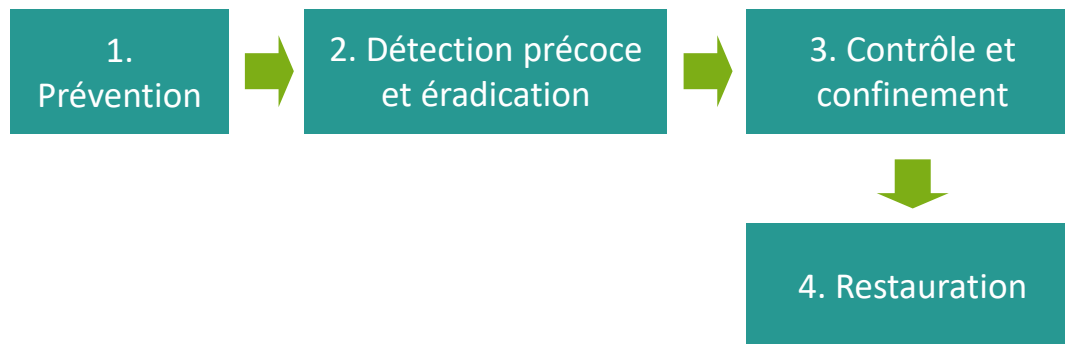 1.
Prévention
2. Détection précoce
et éradication
3. Contrôle et
confinement
4. Restauration